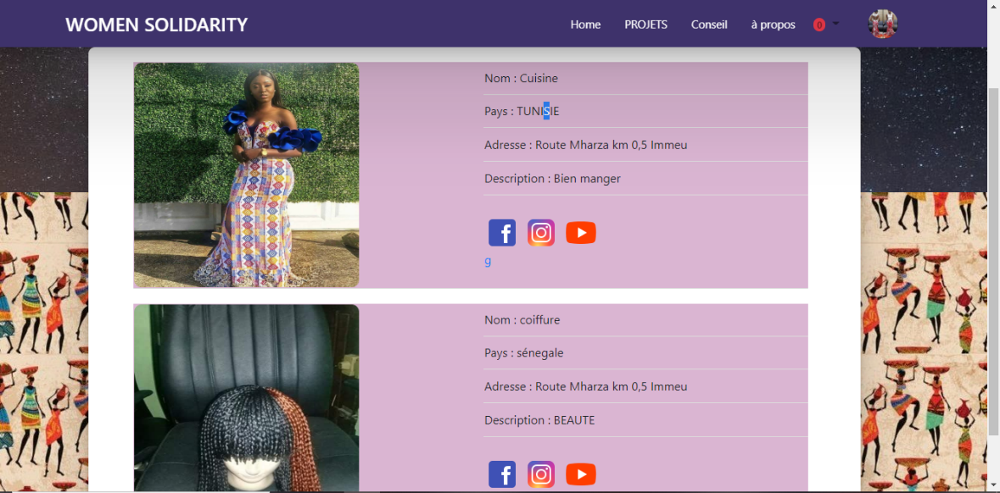 WOMEN SOLIDARITY
Home PROJETS Conseil à propos 0
Nom : Cuisine
Pays : TUNISIE
Adresse : Route Mharza km 0,5 Immeu
Description : Bien manger
g
Nom : coiffure
Pays : sénegale
Adresse : Route Mharza km 0,5 Immeu
Description : BEAUTE